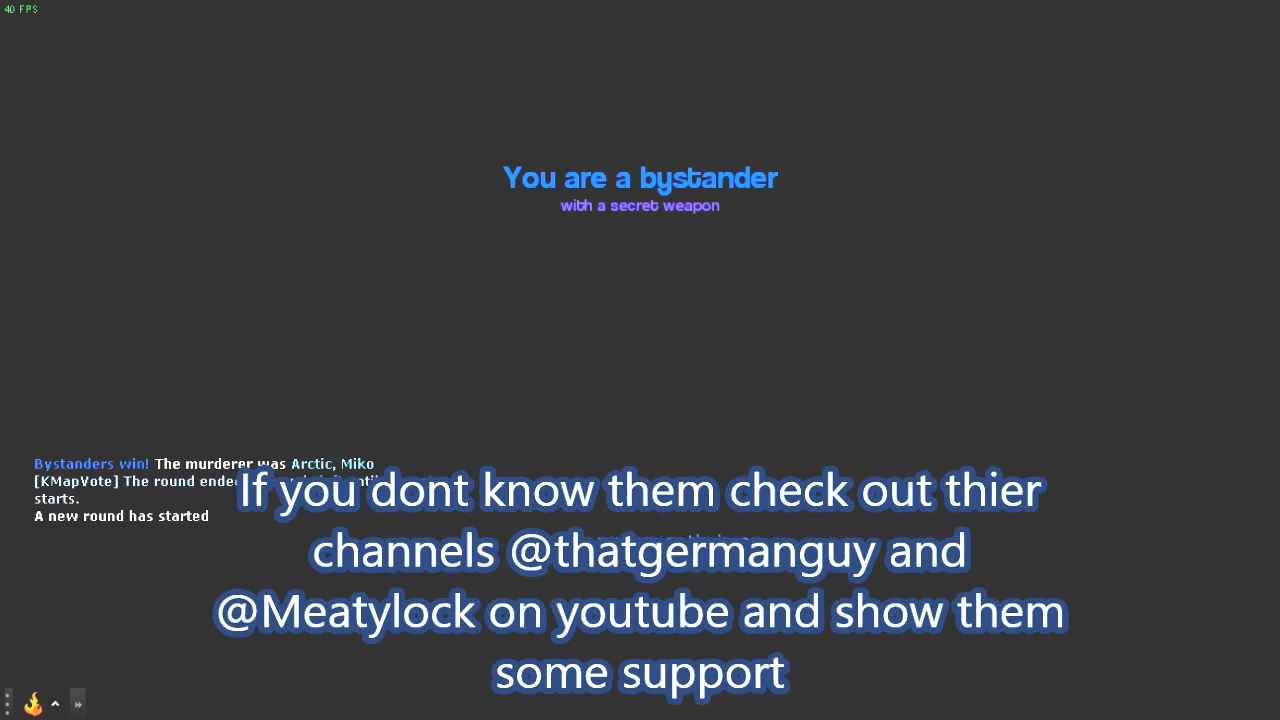 40 FPS
You are a bystander
with a secret weapon
Bystanders win! The murderer was Arctic, Miko
[KMapVote] The round ended
starts.
A new round has started
If you dont know them check out thier
channels @thatgermanguy and
@Meatylock on youtube and show them
some support